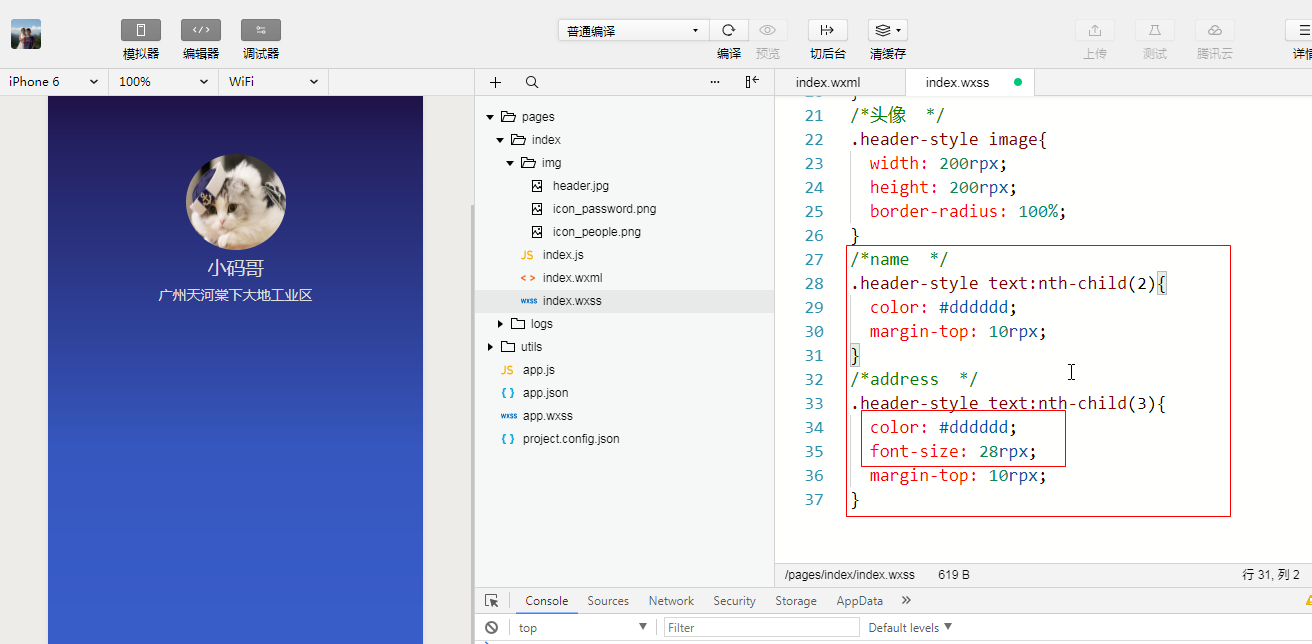 模拟器 编辑器 调试器 普通编译 编译 预览 切后台 清缓存 上传 测试 腾讯云
iPhone 6 100% WiFi
小码哥
广州天河棠下大地工业区
pages
index
img
header.jpg
icon_password.png
icon_people.png
JS index.js
<> index.wxml
wxss index.wxss
logs
utils
JS app.js
{ } app.json
wxss app.wxss
{ } project.config.json
index.wxml index.wxss
21 /*头像  */
22 .header-style image{
23 width: 200rpx;
24 height: 200rpx;
25 border-radius: 100%;
26 }
27 /*name  */
28 .header-style text:nth-child(2){
29 color: #dddddd;
30 margin-top: 10rpx;
31 }
32 /*address  */
33 .header-style text:nth-child(3){
34 color: #dddddd;
35 font-size: 28rpx;
36 margin-top: 10rpx;
37 }
/pages/index/index.wxss 619 B 行 31, 列 2
Console Sources Network Security Storage AppData »
top Filter Default levels